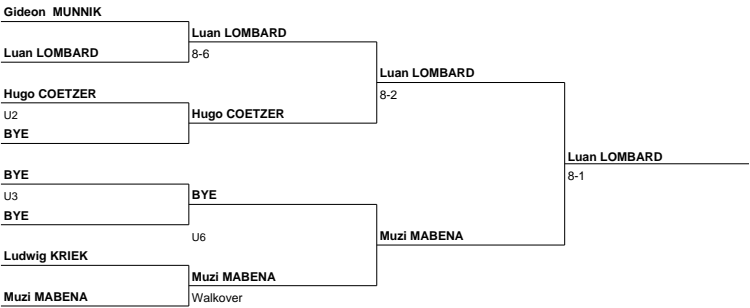 Gideon MUNNIK
Luan LOMBARD
Luan LOMBARD
8-6
Luan LOMBARD
8-2
Hugo COETZER
U2
Hugo COETZER
BYE
Luan LOMBARD
8-1
BYE
U3
BYE
BYE
U6
Muzi MABENA
Ludwig KRIEK
Muzi MABENA
Muzi MABENA
Walkover